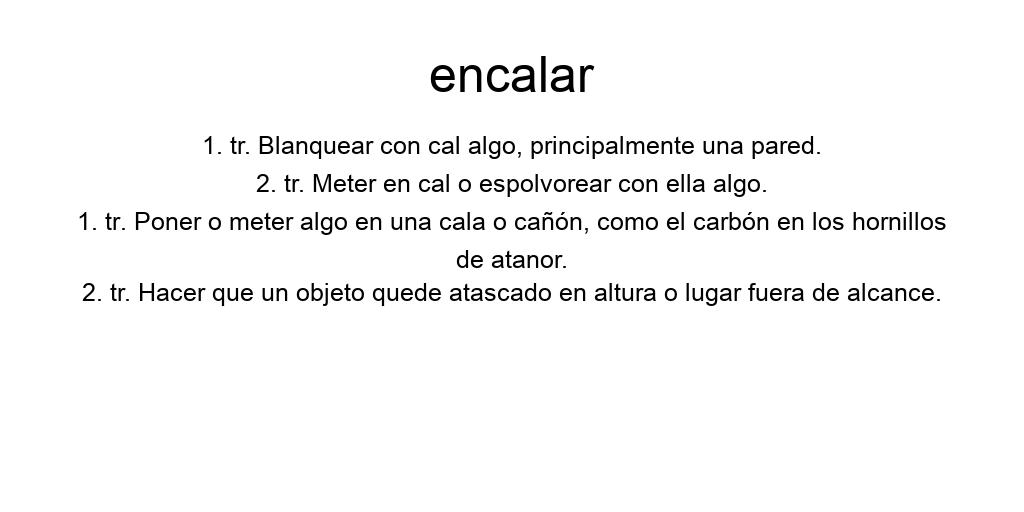 encalar
1. tr. Blanquear con cal algo, principalmente una pared.
2. tr. Meter en cal o espolvorear con ella algo.
1. tr. Poner o meter algo en una cala o cañón, como el carbón en los hornillos
de atanor.
2. tr. Hacer que un objeto quede atascado en altura o lugar fuera de alcance.